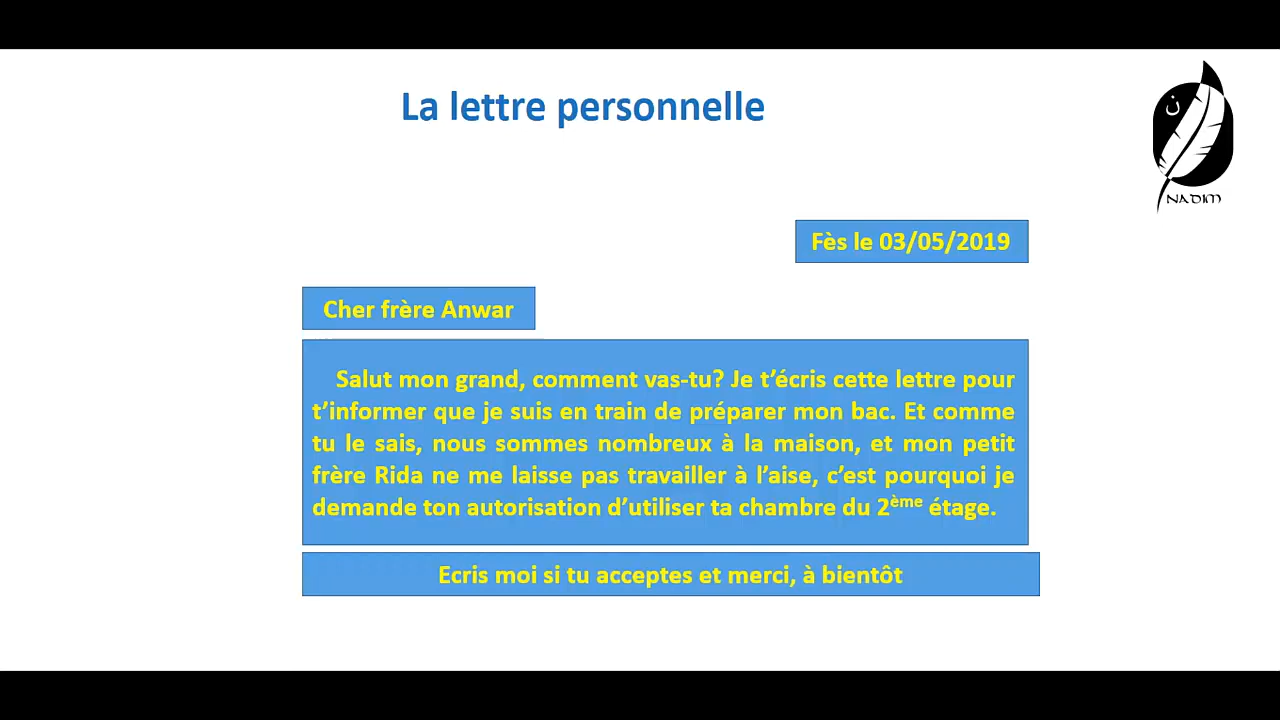 La lettre personnelle
ن
NADIM
Fès le 03/05/2019
Cher frère Anwar
Salut mon grand, comment vas-tu? Je t’écris cette lettre pour
t’informer que je suis en train de préparer mon bac. Et comme
tu le sais, nous sommes nombreux à la maison, et mon petit
frère Rida ne me laisse pas travailler à l’aise, c’est pourquoi je
demande ton autorisation d’utiliser ta chambre du 2ème étage.
Ecris moi si tu acceptes et merci, à bientôt